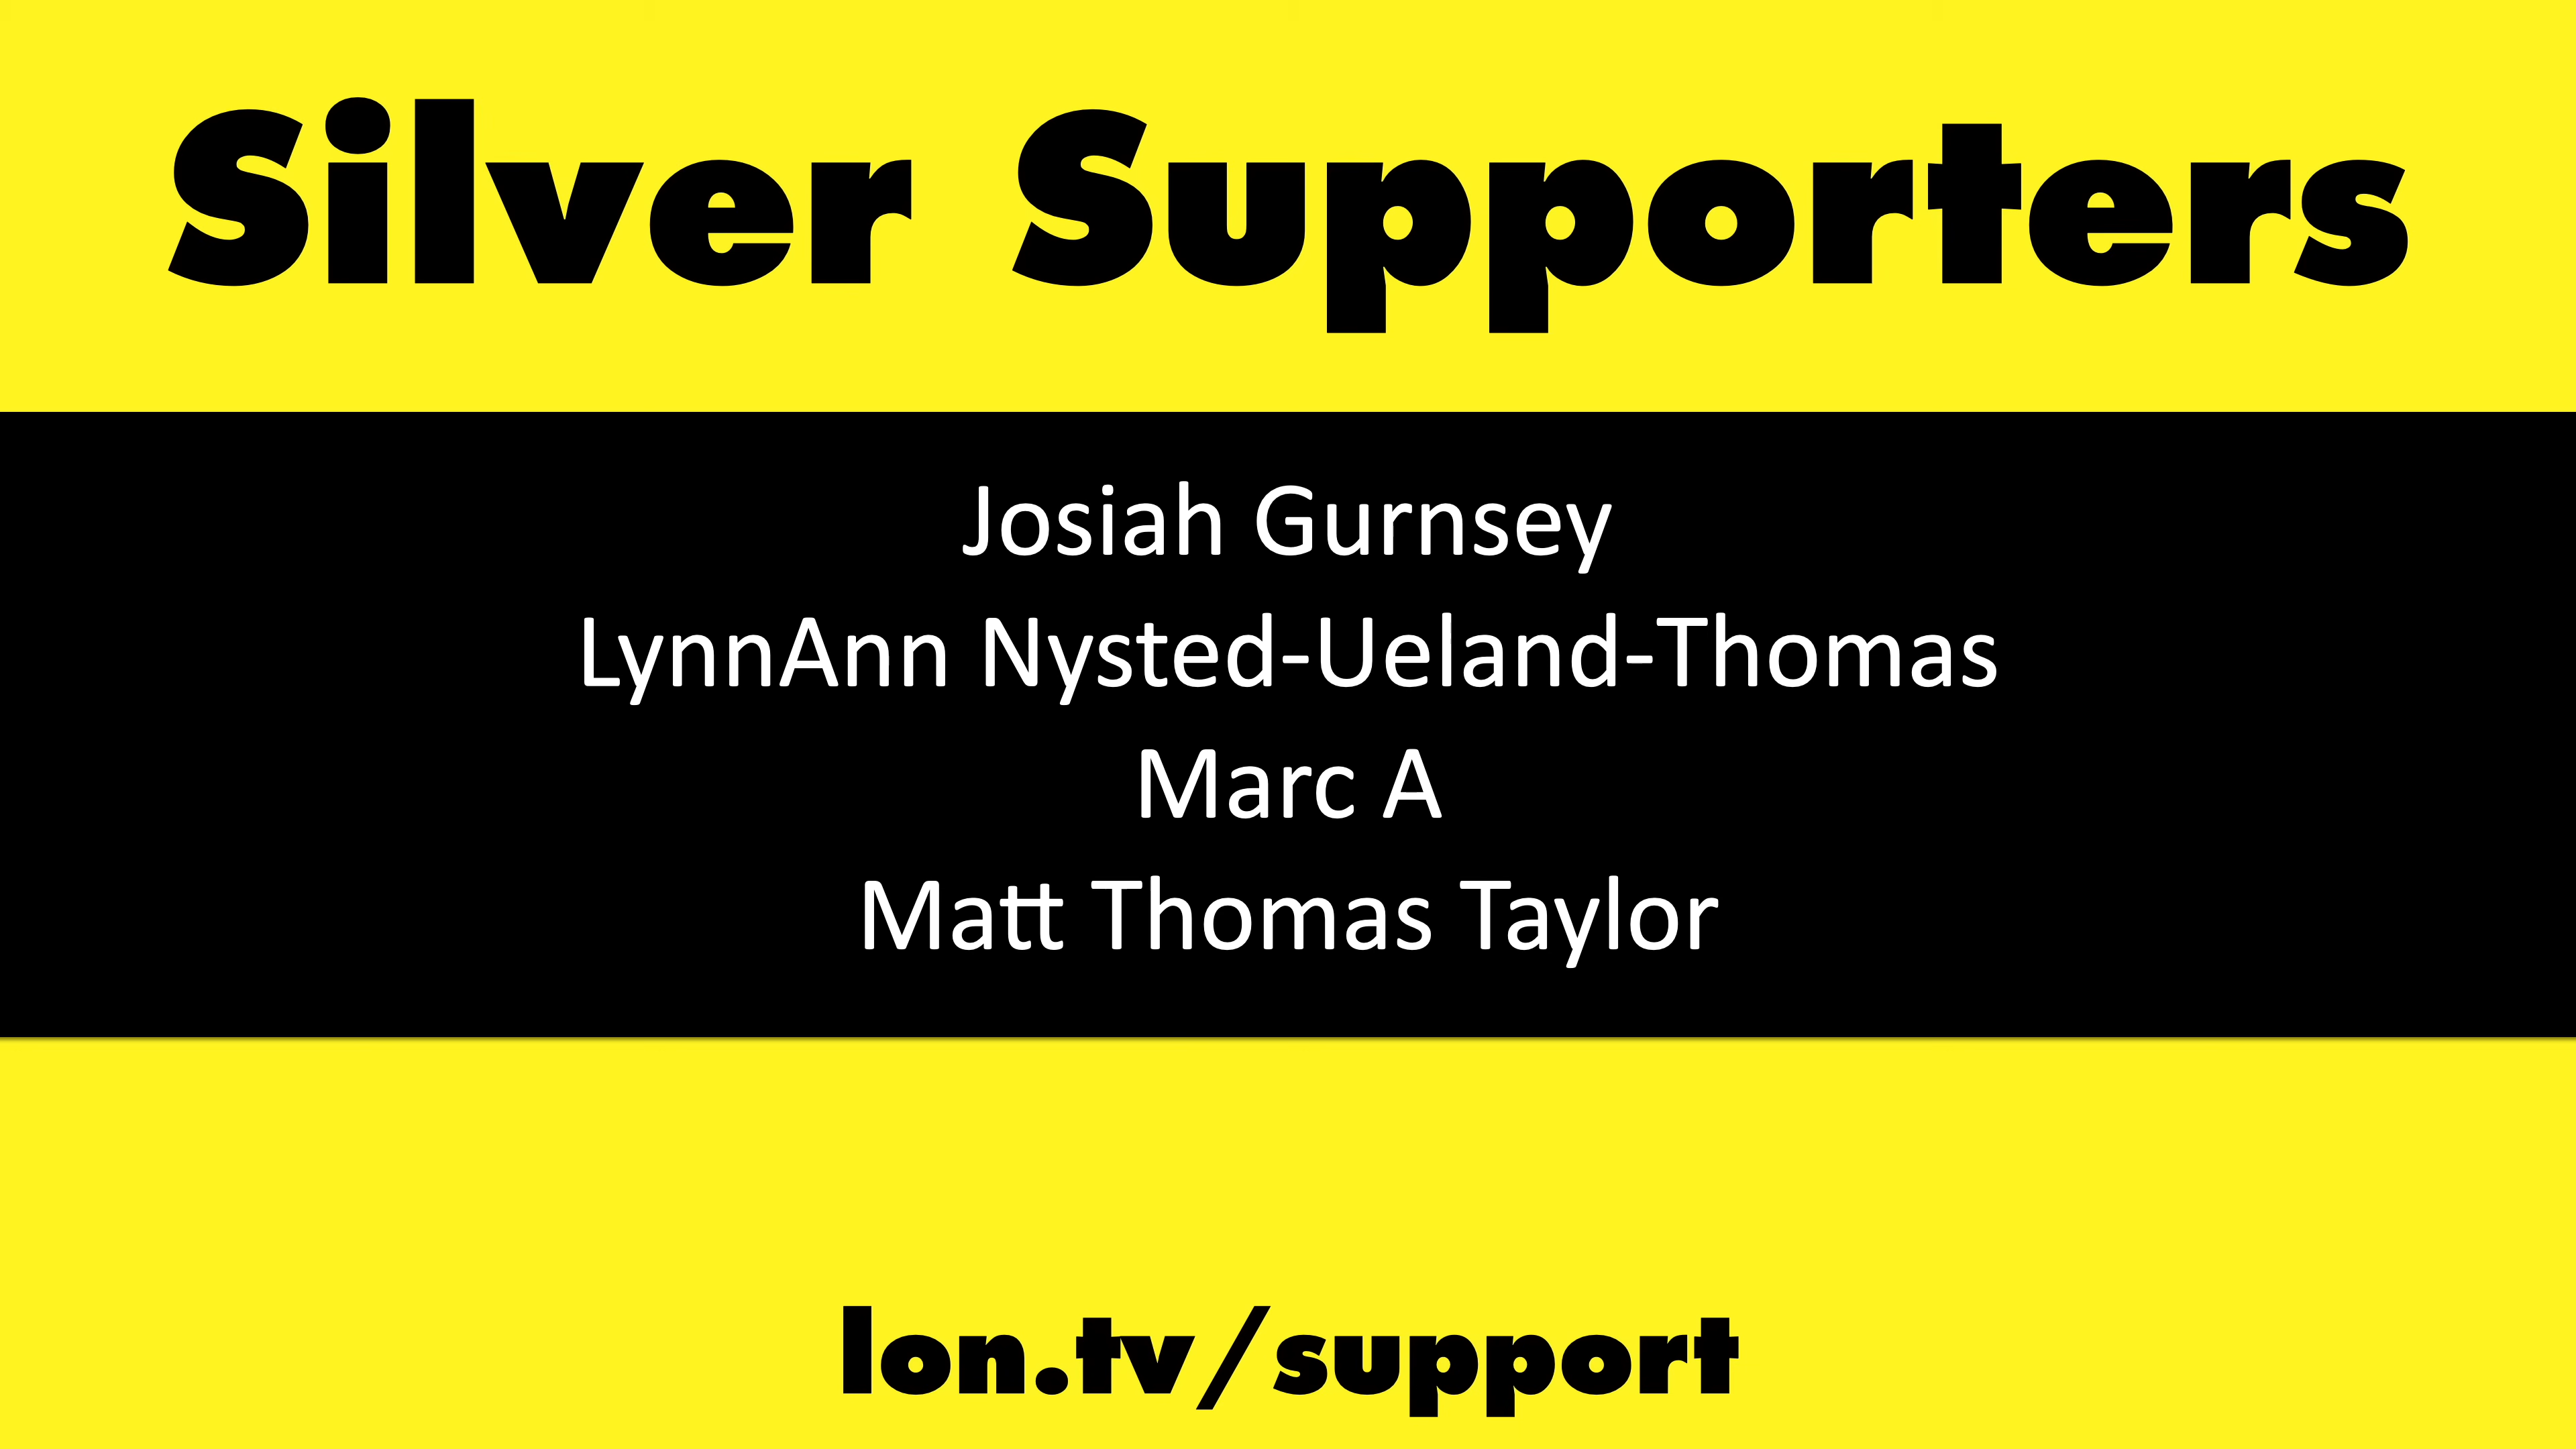 Silver Supporters
Josiah Gurnsey
LynnAnn Nysted-Ueland-Thomas
Marc A
Matt Thomas Taylor
lon.tv/support